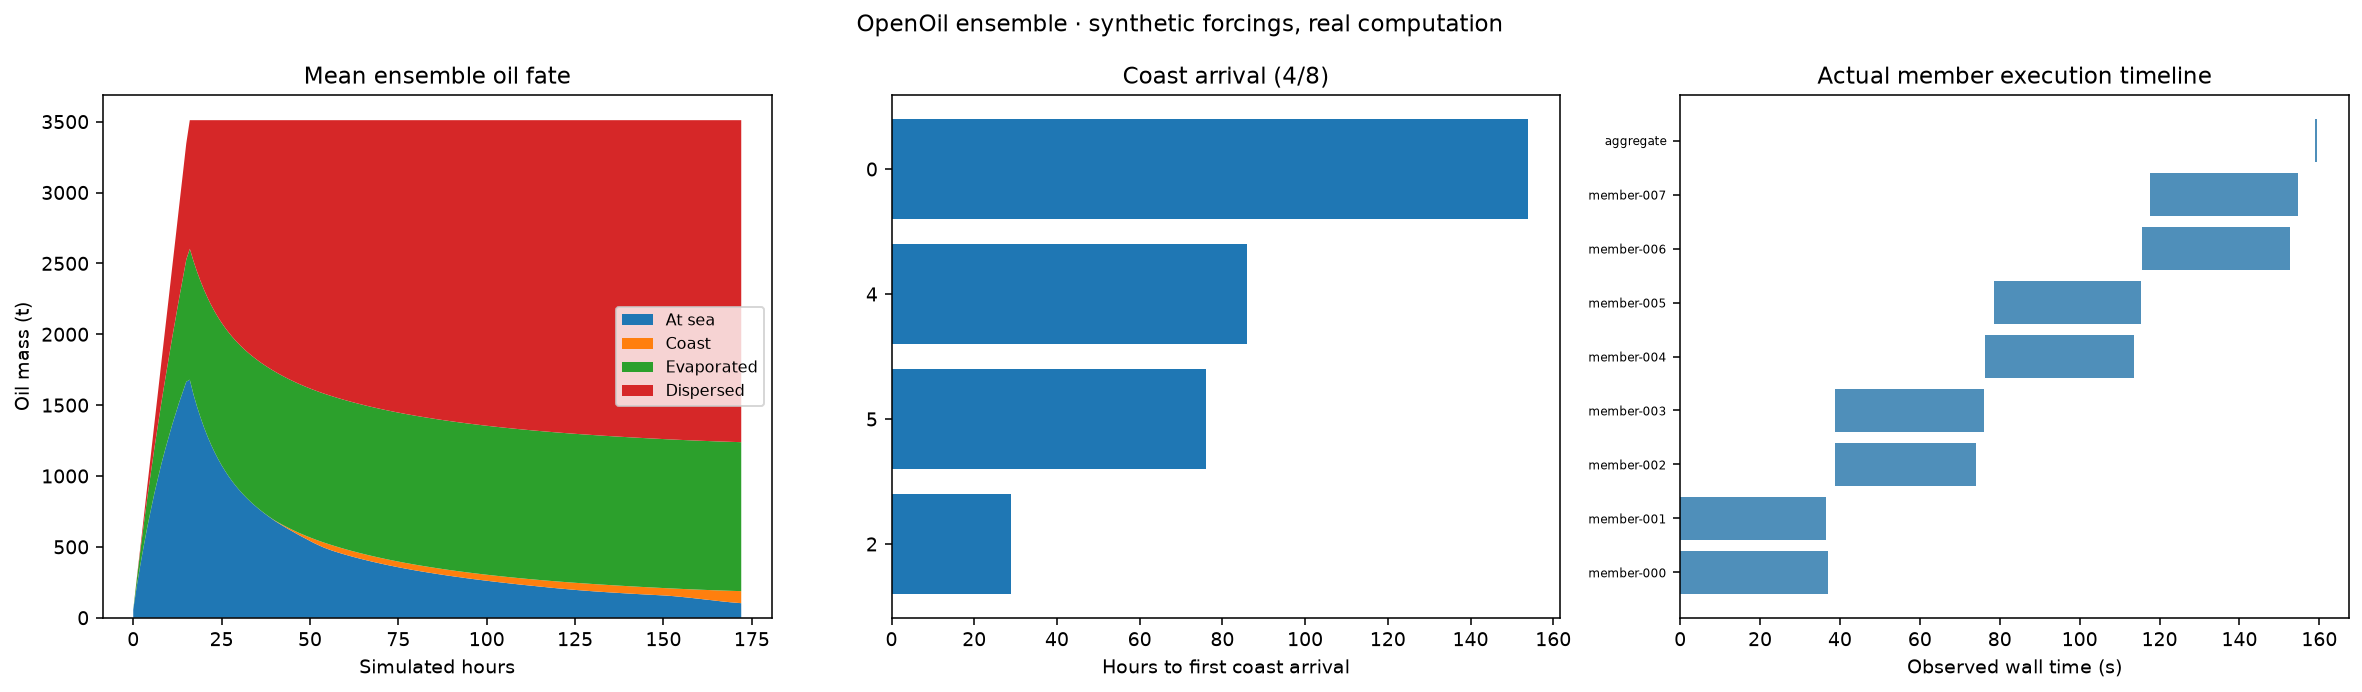 OpenOil ensemble · synthetic forcings, real computation
Mean ensemble oil fate
Oil mass (t)
3500
3000
2500
2000
1500
1000
500
0
At sea
Coast
Evaporated
Dispersed
0 25 50 75 100 125 150 175
Simulated hours
Coast arrival (4/8)
0
4
5
2
0 20 40 60 80 100 120 140 160
Hours to first coast arrival
Actual member execution timeline
aggregate
member-007
member-006
member-005
member-004
member-003
member-002
member-001
member-000
0 20 40 60 80 100 120 140 160
Observed wall time (s)